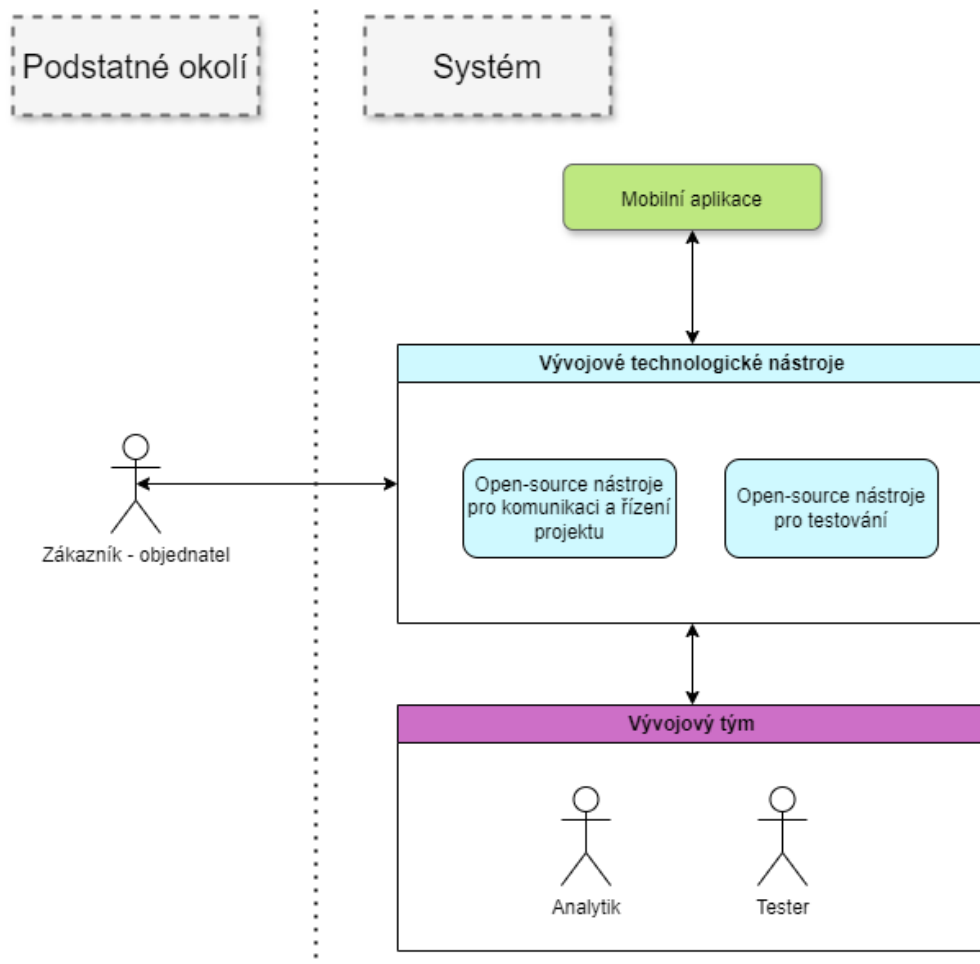 Podstatné okolí
Systém
Mobilní aplikace
Vývojové technologické nástroje
Open-source nástroje
pro komunikaci a řízení
projektu
Open-source nástroje
pro testování
Zákazník - objednatel
Vývojový tým
Analytik
Tester